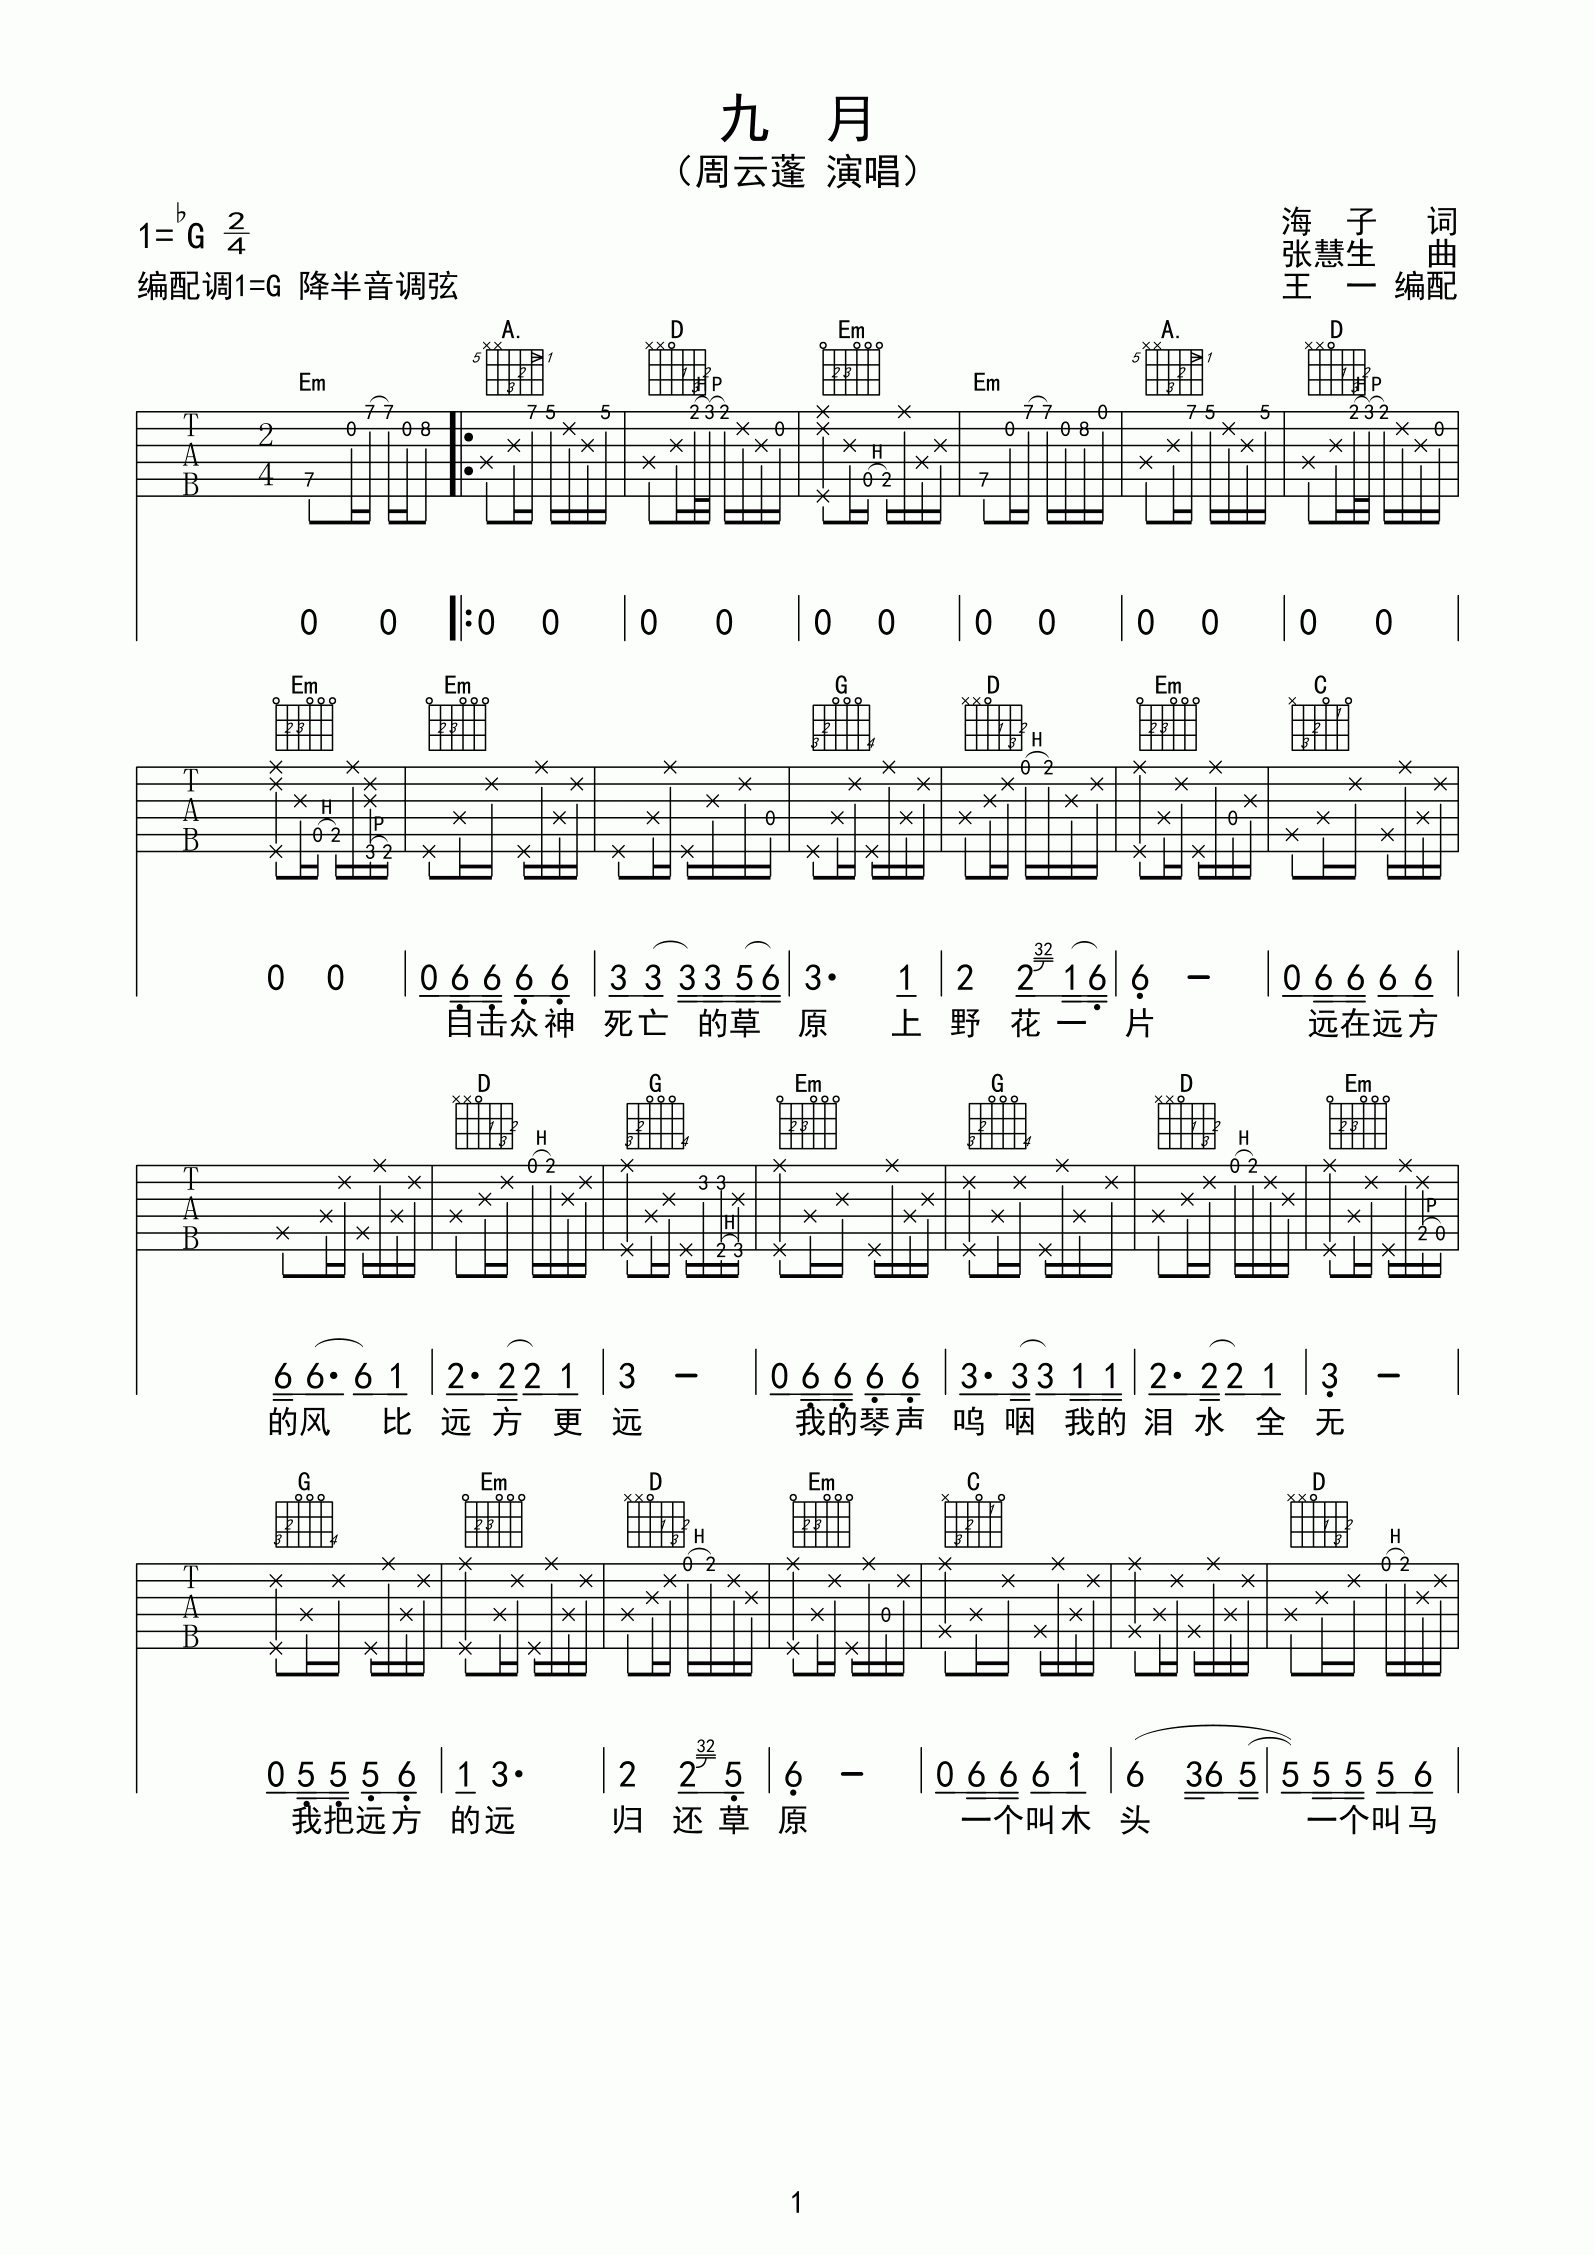 九 月
（周云蓬 演唱）
1=♭G 2/4
海 子 词
张慧生 曲
编配调1=G 降半音调弦
王 一 编配
A. D Em A. D
Em Em
0 0 0 0 0 0 0 0 0 0 0 0 0 0
Em Em G D Em C
0 0 | 0 6 6 6 6 | 3 3 3 3 5 6 | 3· 1 | 2 2 32 1 6 | 6 - | 0 6 6 6 6
自击众神 死亡 的草 原 上 野 花 一 片 远在远方
D G Em G D Em
6 6· 6 1 | 2· 2 2 1 | 3 - | 0 6 6 6 6 | 3· 3 3 1 1 | 2· 2 2 1 | 3 -
的风 比 远 方 更 远 我的琴声 呜 咽 我的 泪 水 全 无
G Em D Em C D
0 5 5 5 6 | 1 3· | 2 2 32 5 | 6 - | 0 6 6 6 1 | 6 3 6 5 | 5 5 5 5 6
我把远方 的远 归 还 草 原 一个叫木 头 一个叫马
1